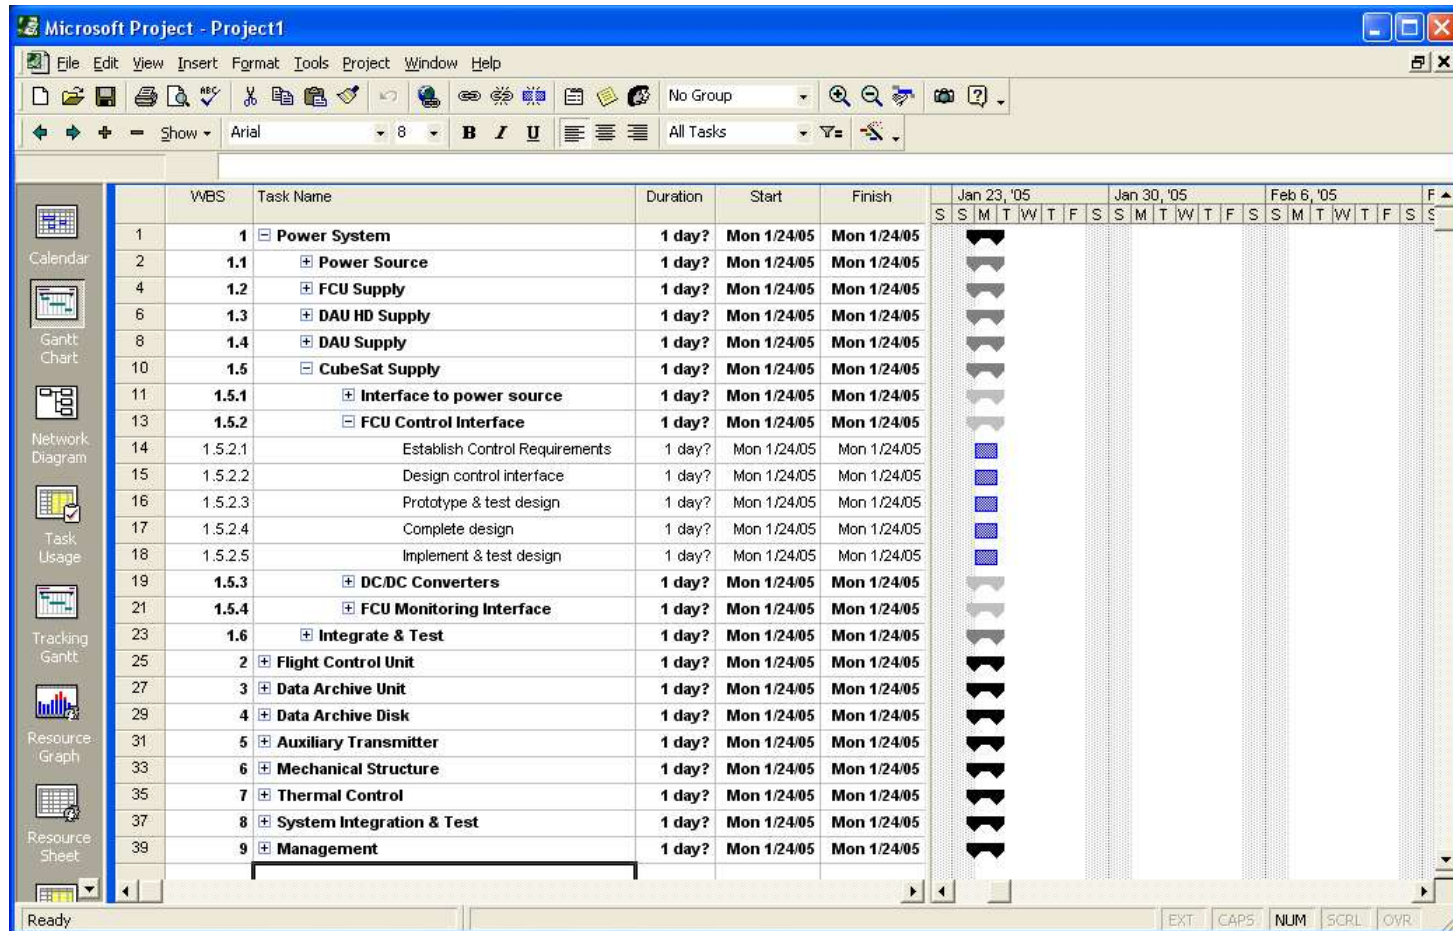 Microsoft Project - Project1
File Edit View Insert Format Tools Project Window Help
No Group
Show Arial 8 B I U All Tasks
WBS Task Name Duration Start Finish Jan 23, '05 Jan 30, '05 Feb 6, '05 F
S S M T W T F S S M T W T F S S M T W T F S S
1 1 Power System 1 day? Mon 1/24/05 Mon 1/24/05
2 1.1 Power Source 1 day? Mon 1/24/05 Mon 1/24/05
4 1.2 FCU Supply 1 day? Mon 1/24/05 Mon 1/24/05
6 1.3 DAU HD Supply 1 day? Mon 1/24/05 Mon 1/24/05
8 1.4 DAU Supply 1 day? Mon 1/24/05 Mon 1/24/05
10 1.5 CubeSat Supply 1 day? Mon 1/24/05 Mon 1/24/05
11 1.5.1 Interface to power source 1 day? Mon 1/24/05 Mon 1/24/05
13 1.5.2 FCU Control Interface 1 day? Mon 1/24/05 Mon 1/24/05
14 1.5.2.1 Establish Control Requirements 1 day? Mon 1/24/05 Mon 1/24/05
15 1.5.2.2 Design control interface 1 day? Mon 1/24/05 Mon 1/24/05
16 1.5.2.3 Prototype & test design 1 day? Mon 1/24/05 Mon 1/24/05
17 1.5.2.4 Complete design 1 day? Mon 1/24/05 Mon 1/24/05
18 1.5.2.5 Implement & test design 1 day? Mon 1/24/05 Mon 1/24/05
19 1.5.3 DC/DC Converters 1 day? Mon 1/24/05 Mon 1/24/05
21 1.5.4 FCU Monitoring Interface 1 day? Mon 1/24/05 Mon 1/24/05
23 1.6 Integrate & Test 1 day? Mon 1/24/05 Mon 1/24/05
25 2 Flight Control Unit 1 day? Mon 1/24/05 Mon 1/24/05
27 3 Data Archive Unit 1 day? Mon 1/24/05 Mon 1/24/05
29 4 Data Archive Disk 1 day? Mon 1/24/05 Mon 1/24/05
31 5 Auxiliary Transmitter 1 day? Mon 1/24/05 Mon 1/24/05
33 6 Mechanical Structure 1 day? Mon 1/24/05 Mon 1/24/05
35 7 Thermal Control 1 day? Mon 1/24/05 Mon 1/24/05
37 8 System Integration & Test 1 day? Mon 1/24/05 Mon 1/24/05
39 9 Management 1 day? Mon 1/24/05 Mon 1/24/05
Calendar
Gantt
Chart
Network
Diagram
Task
Usage
Tracking
Gantt
Resource
Graph
Resource
Sheet
Ready EXT CAPS NUM SCRL OVR